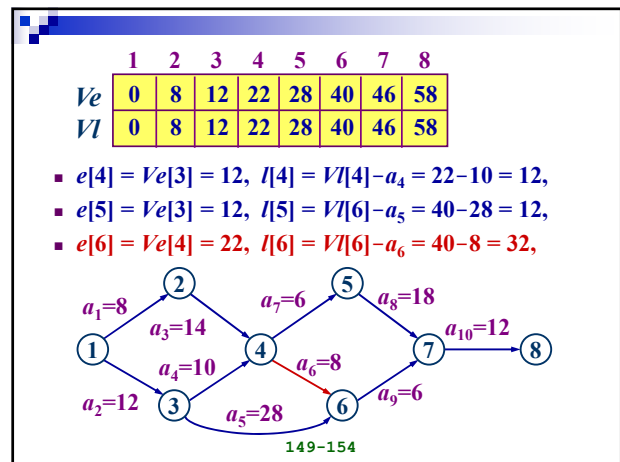 1 2 3 4 5 6 7 8
Ve 0 8 12 22 28 40 46 58
Vl 0 8 12 22 28 40 46 58
▪ e[4] = Ve[3] = 12, l[4] = Vl[4]−a₄ = 22−10 = 12,
▪ e[5] = Ve[3] = 12, l[5] = Vl[6]−a₅ = 40−28 = 12,
▪ e[6] = Ve[4] = 22, l[6] = Vl[6]−a₆ = 40−8 = 32,
2 5
a₁=8 a₇=6 a₈=18
a₃=14 a₁₀=12
1 4 7 8
a₄=10 a₆=8
a₂=12 3 a₅=28 6 a₉=6
149-154